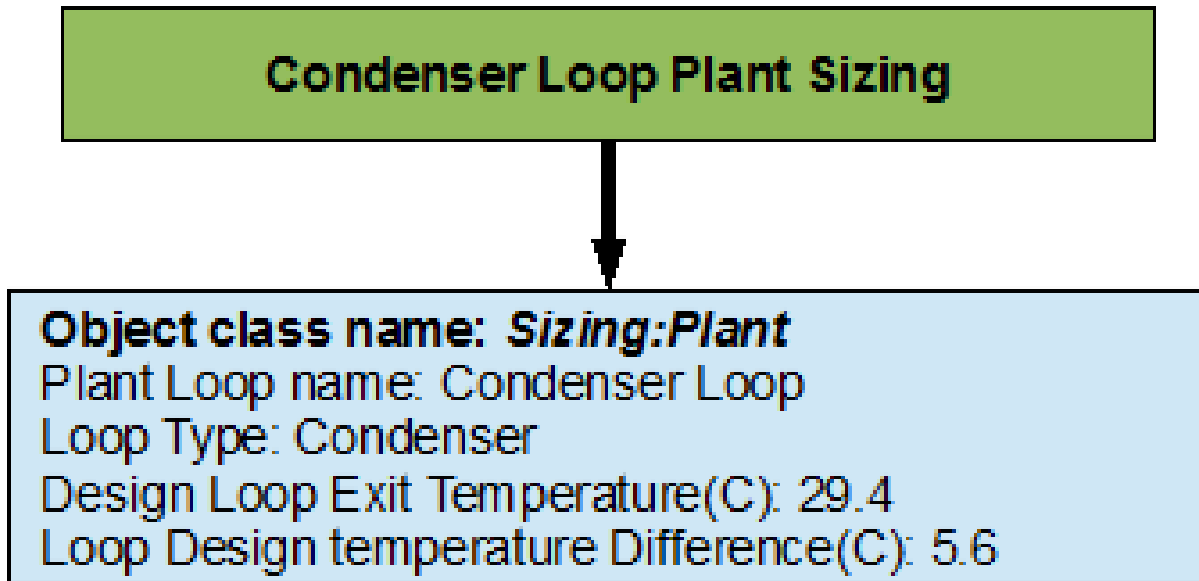 Condenser Loop Plant Sizing
Object class name: Sizing:Plant
Plant Loop name: Condenser Loop
Loop Type: Condenser
Design Loop Exit Temperature(C): 29.4
Loop Design temperature Difference(C): 5.6